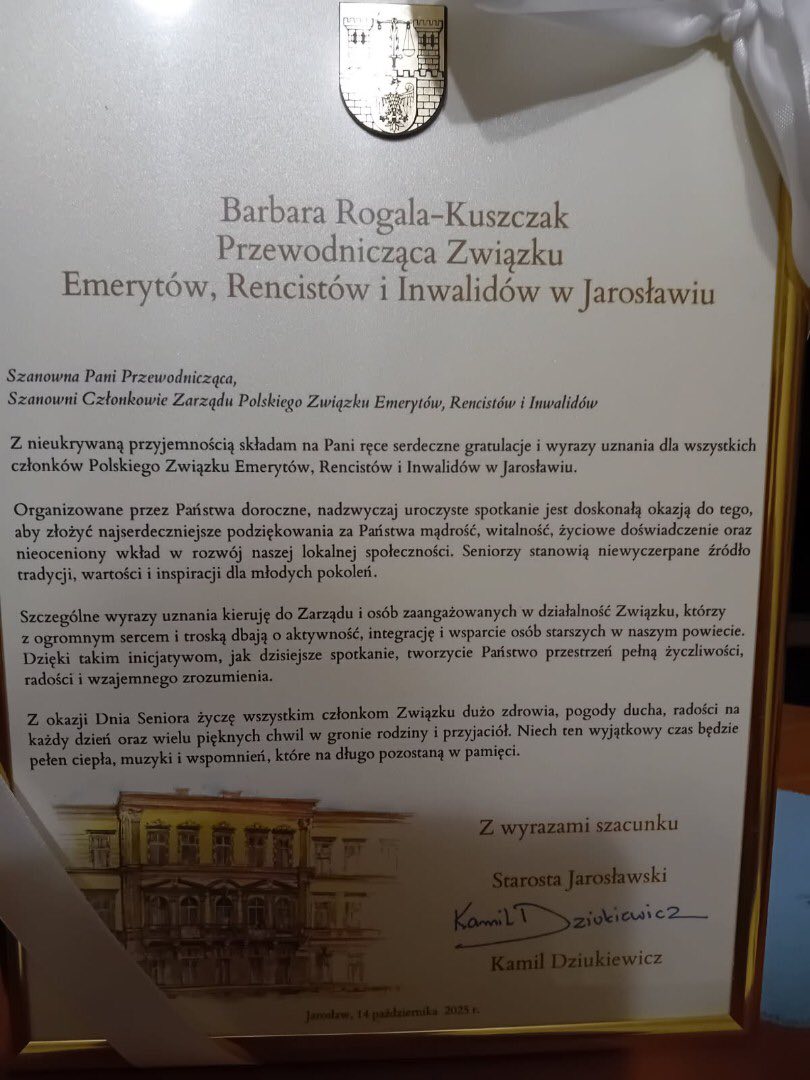 Barbara Rogala-Kuszczak
Przewodnicząca Związku
Emerytów, Rencistów i Inwalidów w Jarosławiu
Szanowna Pani Przewodnicząca,
Szanowni Członkowie Zarządu Polskiego Związku Emerytów, Rencistów i Inwalidów
Z nieukrywaną przyjemnością składam na Pani ręce serdeczne gratulacje i wyrazy uznania dla wszystkich
członków Polskiego Związku Emerytów, Rencistów i Inwalidów w Jarosławiu.
Organizowane przez Państwa doroczne, nadzwyczaj uroczyste spotkanie jest doskonałą okazją do tego,
aby złożyć najserdeczniejsze podziękowania za Państwa mądrość, witalność, życiowe doświadczenie oraz
nieoceniony wkład w rozwój naszej lokalnej społeczności. Seniorzy stanowią niewyczerpane źródło
tradycji, wartości i inspiracji dla młodych pokoleń.
Szczególne wyrazy uznania kieruję do Zarządu i osób zaangażowanych w działalność Związku, którzy
z ogromnym sercem i troską dbają o aktywność, integrację i wsparcie osób starszych w naszym powiecie.
Dzięki takim inicjatywom, jak dzisiejsze spotkanie, tworzycie Państwo przestrzeń pełną życzliwości,
radości i wzajemnego zrozumienia.
Z okazji Dnia Seniora życzę wszystkim członkom Związku dużo zdrowia, pogody ducha, radości na
każdy dzień oraz wielu pięknych chwil w gronie rodziny i przyjaciół. Niech ten wyjątkowy czas będzie
pełen ciepła, muzyki i wspomnień, które na długo pozostaną w pamięci.
Z wyrazami szacunku
Starosta Jarosławski
Kamil Dziukiewicz
Kamil Dziukiewicz
Jarosław, 14 października 2025 r.